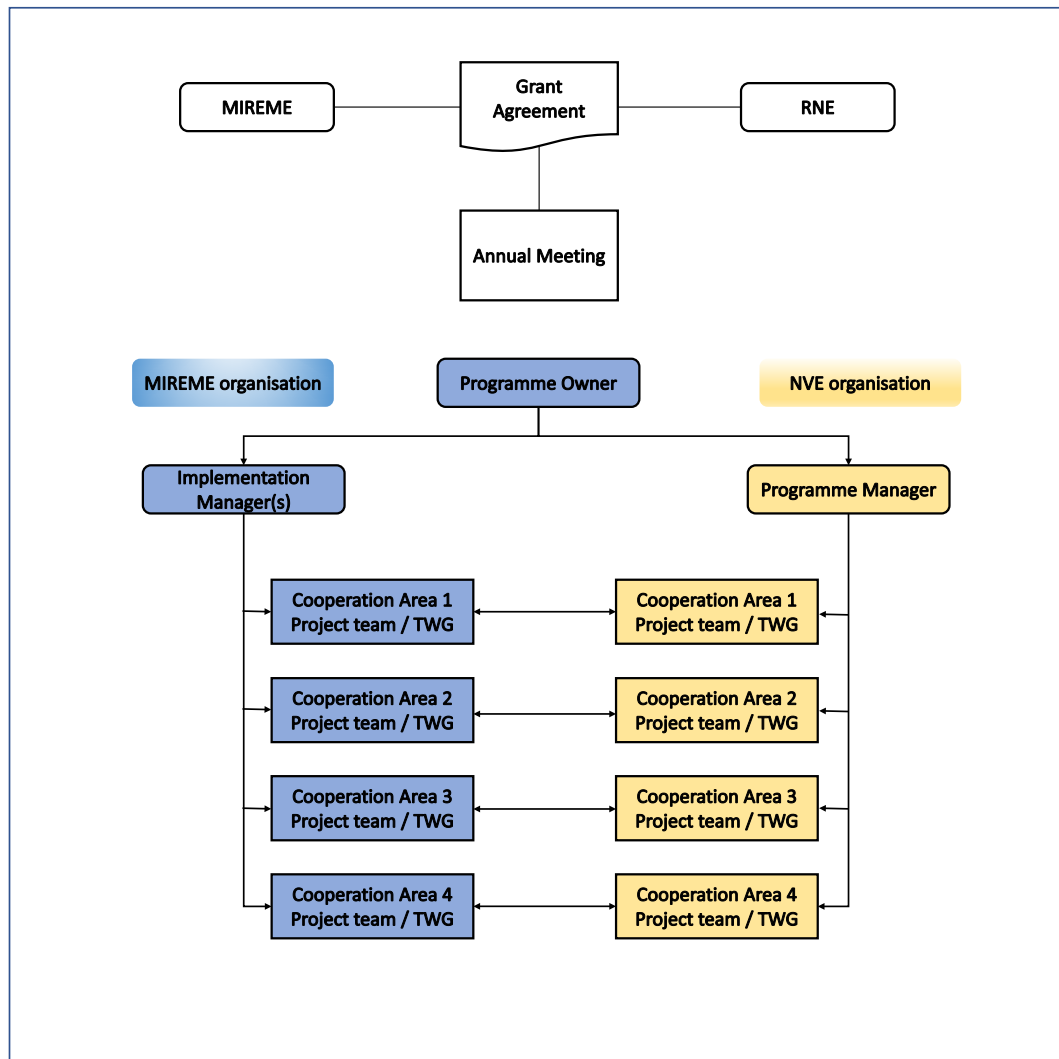 Grant
Agreement
MIREME
RNE
Annual Meeting
MIREME organisation
Programme Owner
NVE organisation
Implementation
Manager(s)
Programme Manager
Cooperation Area 1
Project team / TWG
Cooperation Area 1
Project team / TWG
Cooperation Area 2
Project team / TWG
Cooperation Area 2
Project team / TWG
Cooperation Area 3
Project team / TWG
Cooperation Area 3
Project team / TWG
Cooperation Area 4
Project team / TWG
Cooperation Area 4
Project team / TWG